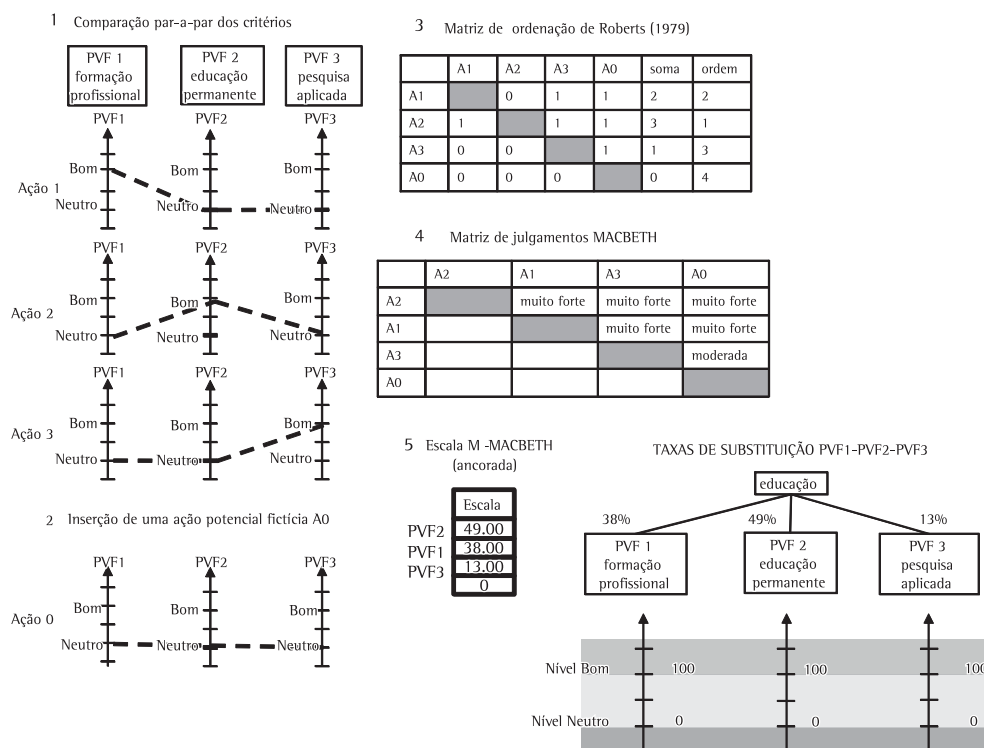 1 Comparação par-a-par dos critérios
PVF 1
formação
profissional
PVF 2
educação
permanente
PVF 3
pesquisa
aplicada
PVF1 PVF2 PVF3
Bom Bom Bom
Ação 1
Neutro Neutro Neutro
PVF1 PVF2 PVF3
Bom Bom Bom
Ação 2
Neutro Neutro Neutro
PVF1 PVF2 PVF3
Bom Bom Bom
Ação 3
Neutro Neutro Neutro
2 Inserção de uma ação potencial fictícia A0
PVF1 PVF2 PVF3
Bom Bom Bom
Ação 0
Neutro Neutro Neutro
3 Matriz de ordenação de Roberts (1979)
A1 A2 A3 A0 soma ordem
A1 0 1 1 2 2
A2 1 1 1 3 1
A3 0 0 1 1 3
A0 0 0 0 0 4
4 Matriz de julgamentos MACBETH
A2 A1 A3 A0
A2 muito forte muito forte muito forte
A1 muito forte muito forte
A3 moderada
A0
5 Escala M -MACBETH
(ancorada)
Escala
PVF2 49.00
PVF1 38.00
PVF3 13.00
0
TAXAS DE SUBSTITUIÇÃO PVF1-PVF2-PVF3
educação
38% 49% 13%
PVF 1
formação
profissional
PVF 2
educação
permanente
PVF 3
pesquisa
aplicada
Nível Bom 100 100 100
Nível Neutro 0 0 0